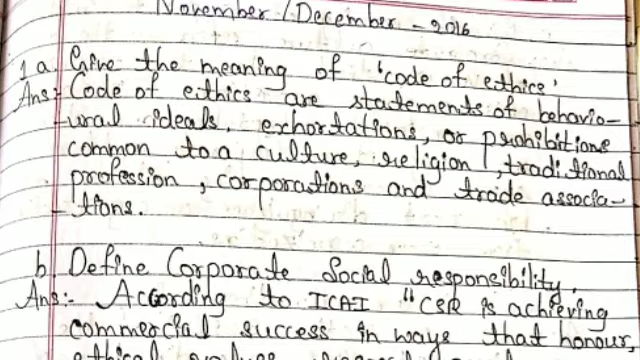 November / December - 2016
1 a. Give the meaning of 'code of ethics'
Ans:- Code of ethics are statements of behavio-
ural ideals, exhortations, or prohibitions
common to a culture, religion, traditional
profession, corporations and trade associa-
- tions.
b. Define Corporate Social responsibility.
Ans:- According to ICAI "CSR is achieving
commercial success in ways that honour,
ethical values